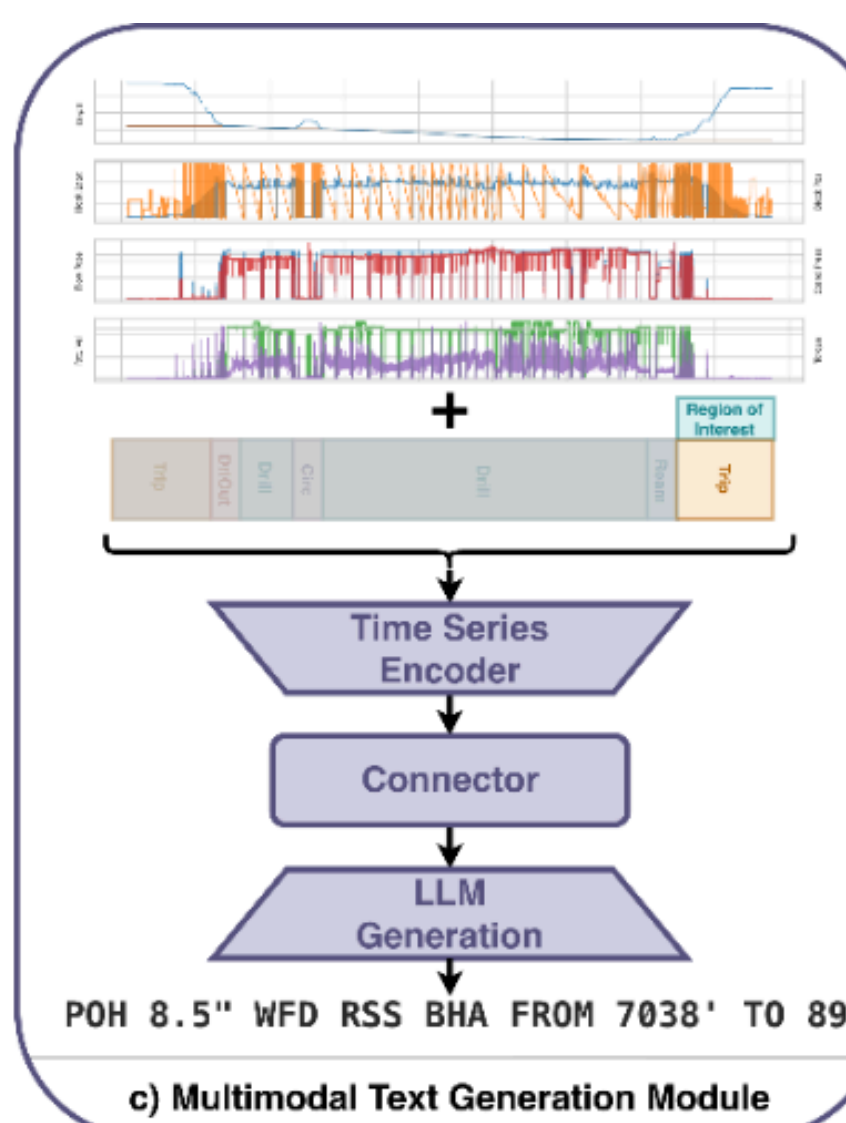 Region of
Interest
Trip
DrlOut
Drill
Circ
Drill
Ream
Trip
Time Series
Encoder
Connector
LLM
Generation
POH 8.5" WFD RSS BHA FROM 7038' TO 89
c) Multimodal Text Generation Module